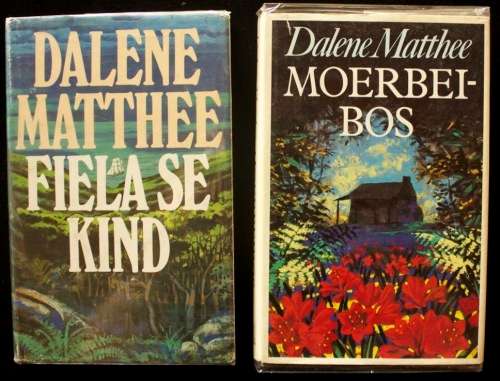 DALENE
MATTHEE
FIELA SE
KIND
Dalene Matthee
MOERBEI-
BOS